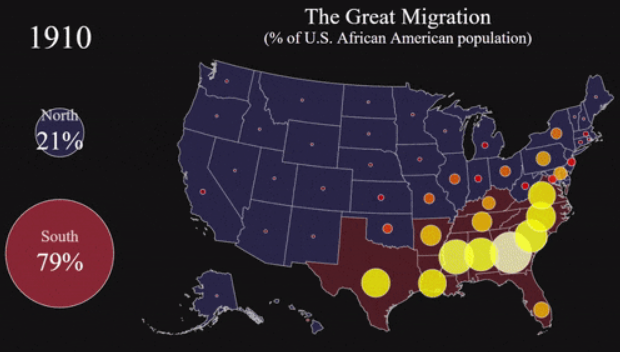 The Great Migration
(% of U.S. African American population)
1910
North
21%
South
79%